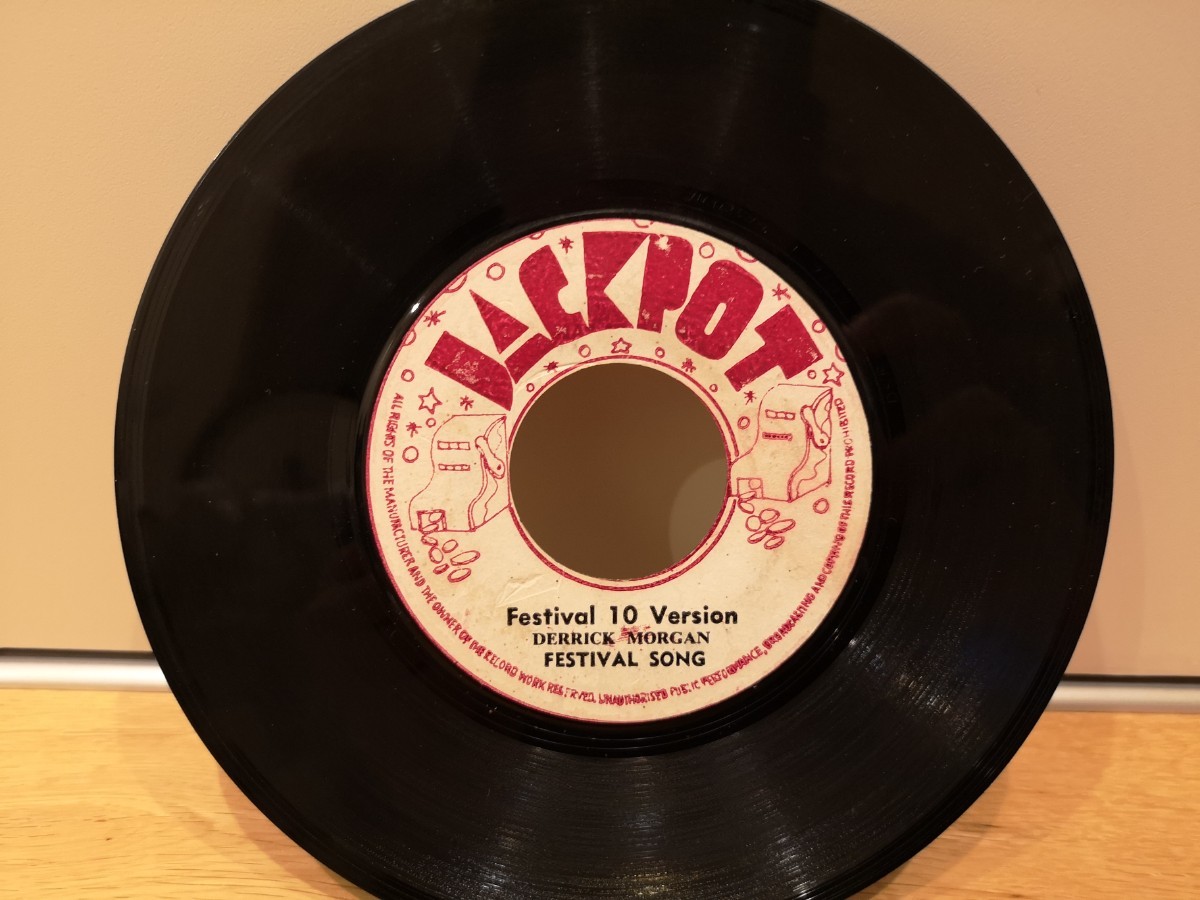 JACKPOT
Festival 10 Version
DERRICK MORGAN
FESTIVAL SONG
ALL RIGHTS OF THE MANUFACTURER AND THE OWNER OF THE RECORD WORK RESERVED. UNAUTHORISED PUBLIC PERFORMANCE, BROADCASTING AND COPYING OF THIS RECORD PROHIBITED